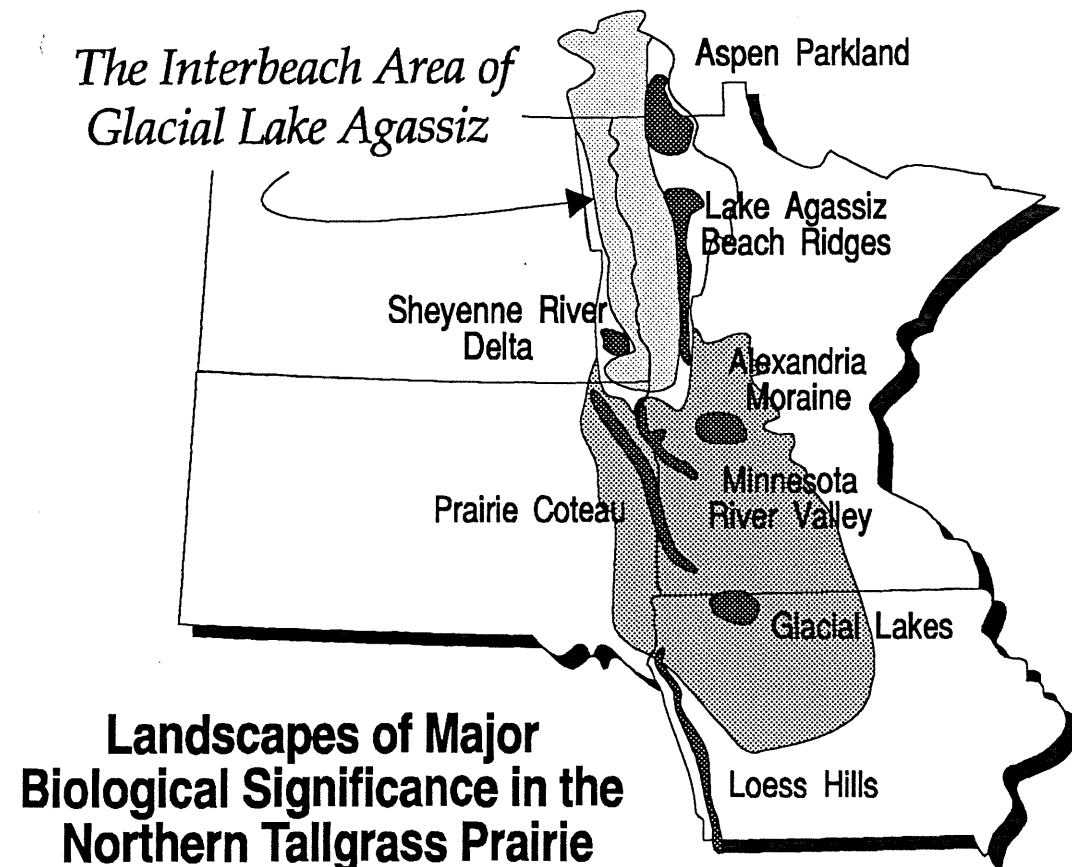 The Interbeach Area of
Glacial Lake Agassiz
Aspen Parkland
Lake Agassiz
Beach Ridges
Sheyenne River
Delta
Alexandria
Moraine
Minnesota
River Valley
Prairie Coteau
Glacial Lakes
Loess Hills
Landscapes of Major
Biological Significance in the
Northern Tallgrass Prairie